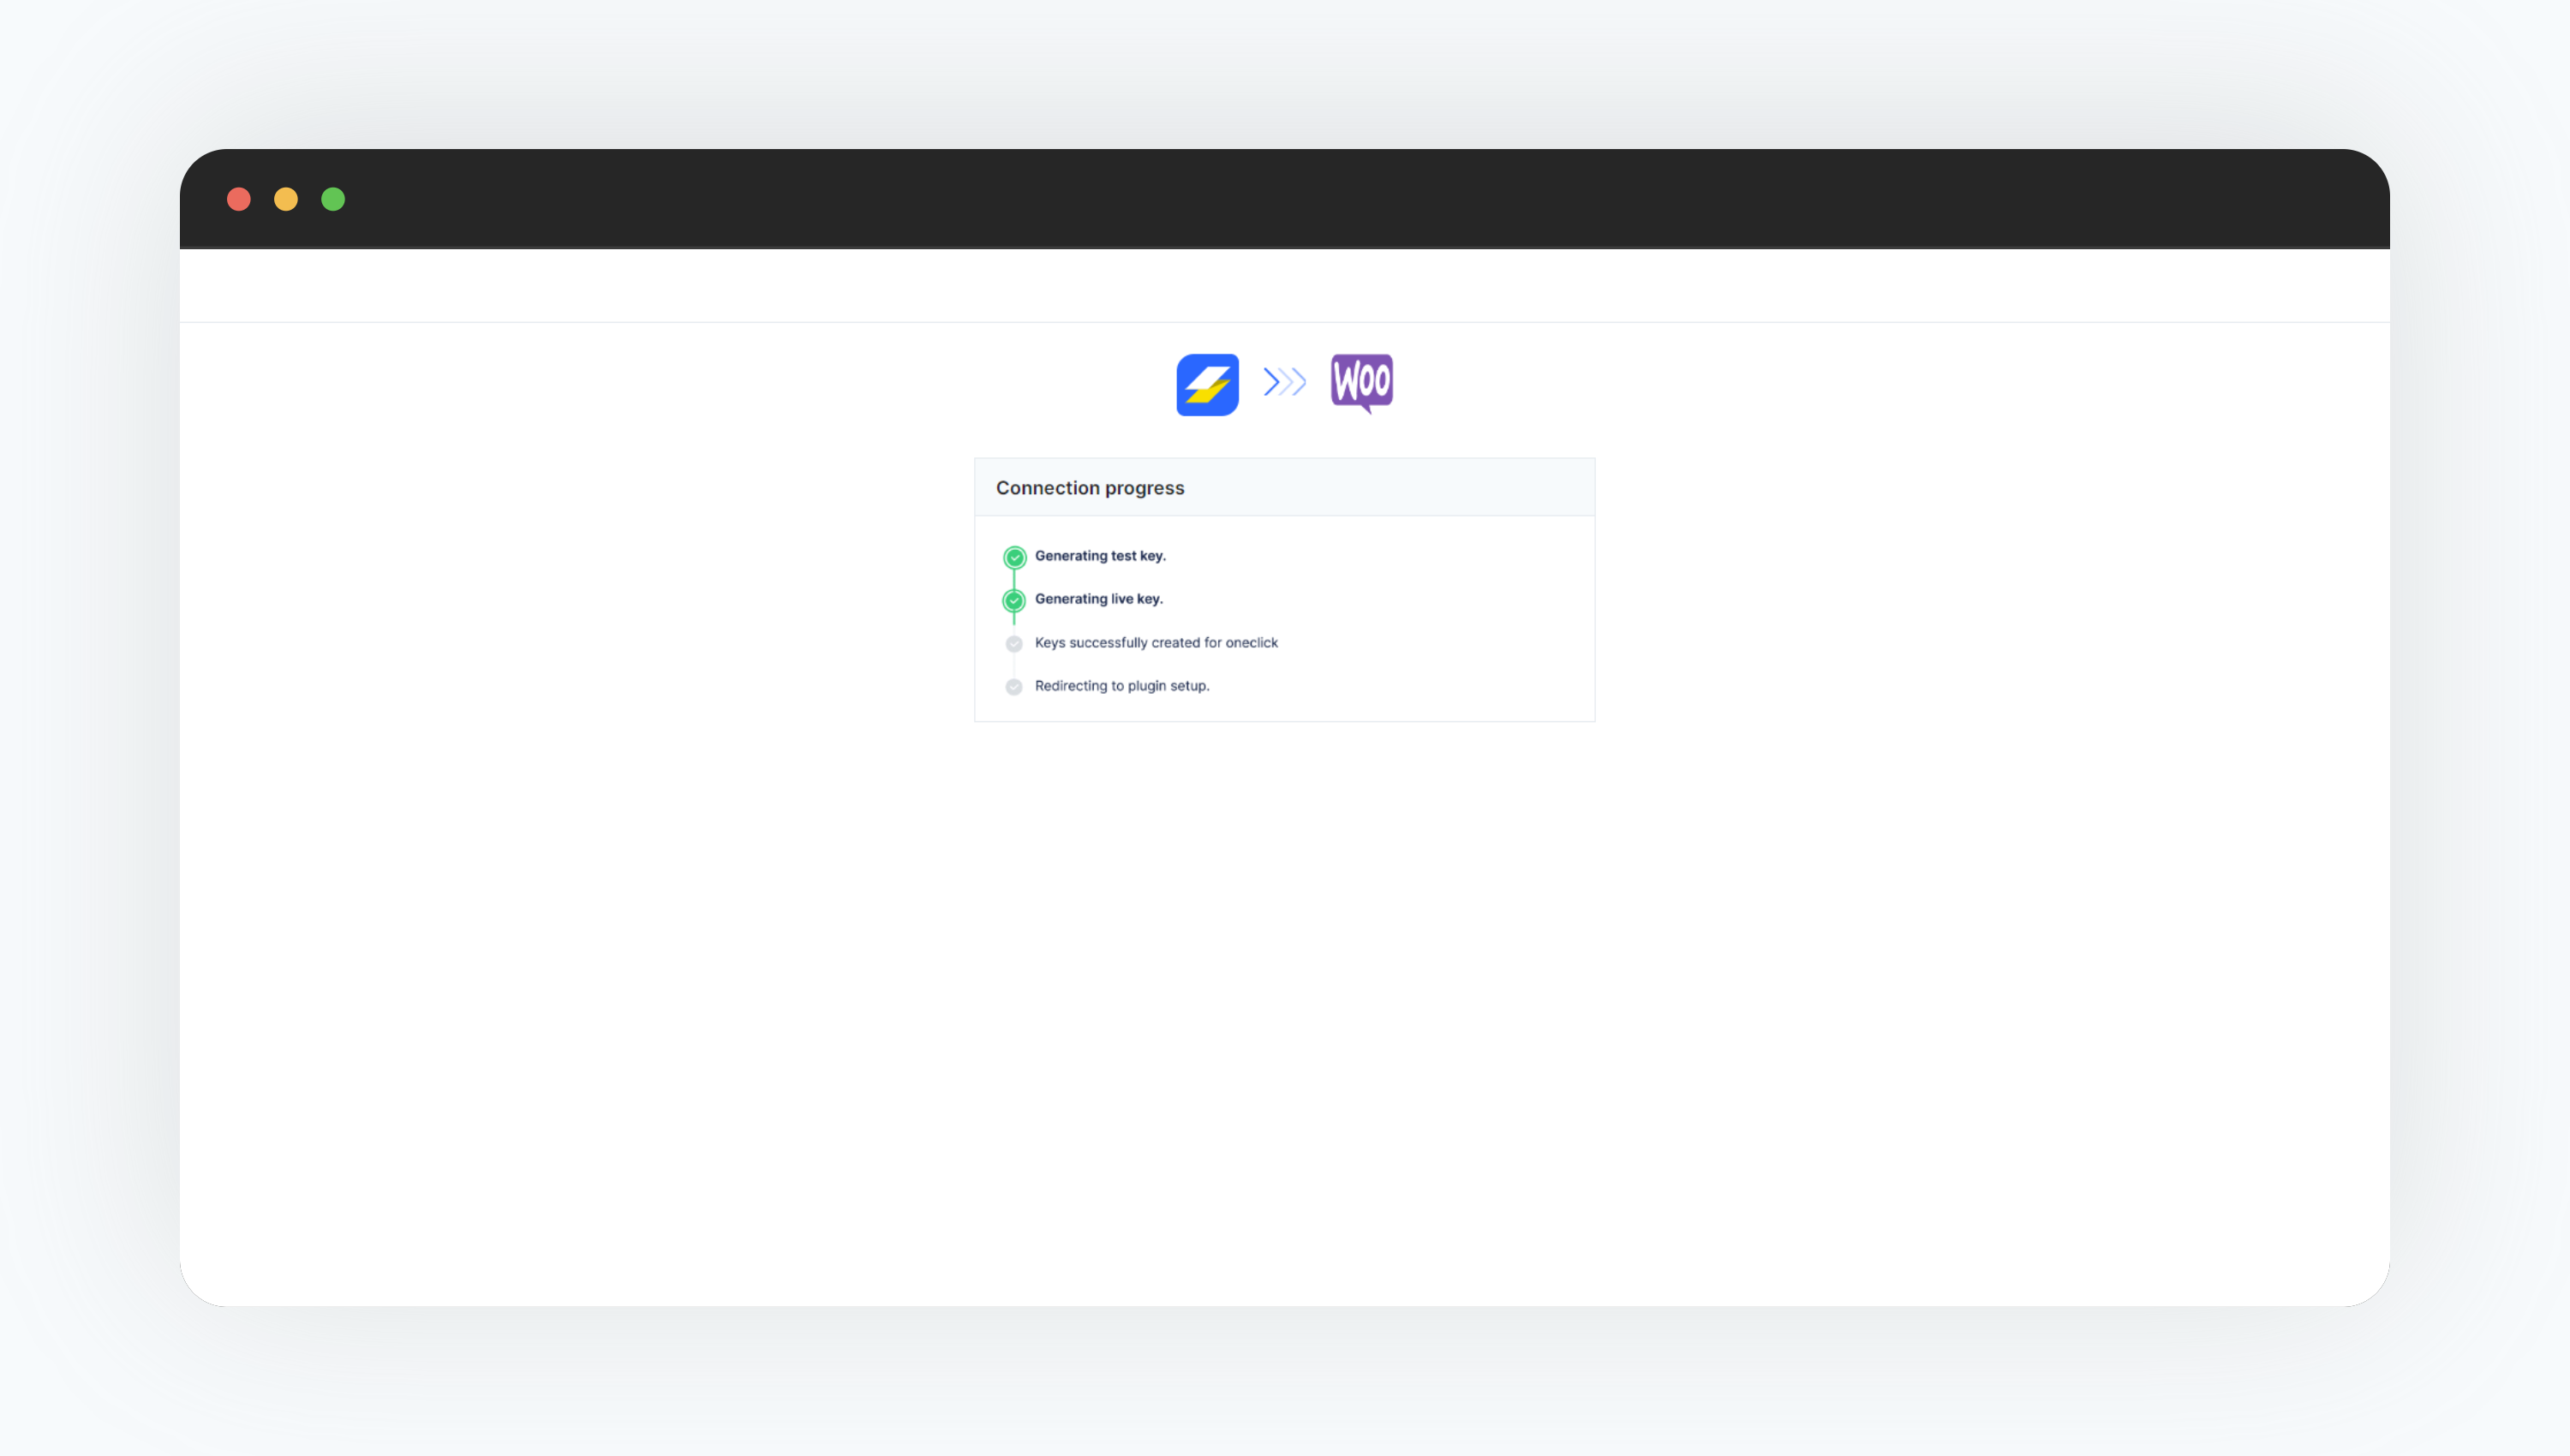 Woo
Connection progress
Generating test key.
Generating live key.
Keys successfully created for oneclick
Redirecting to plugin setup.